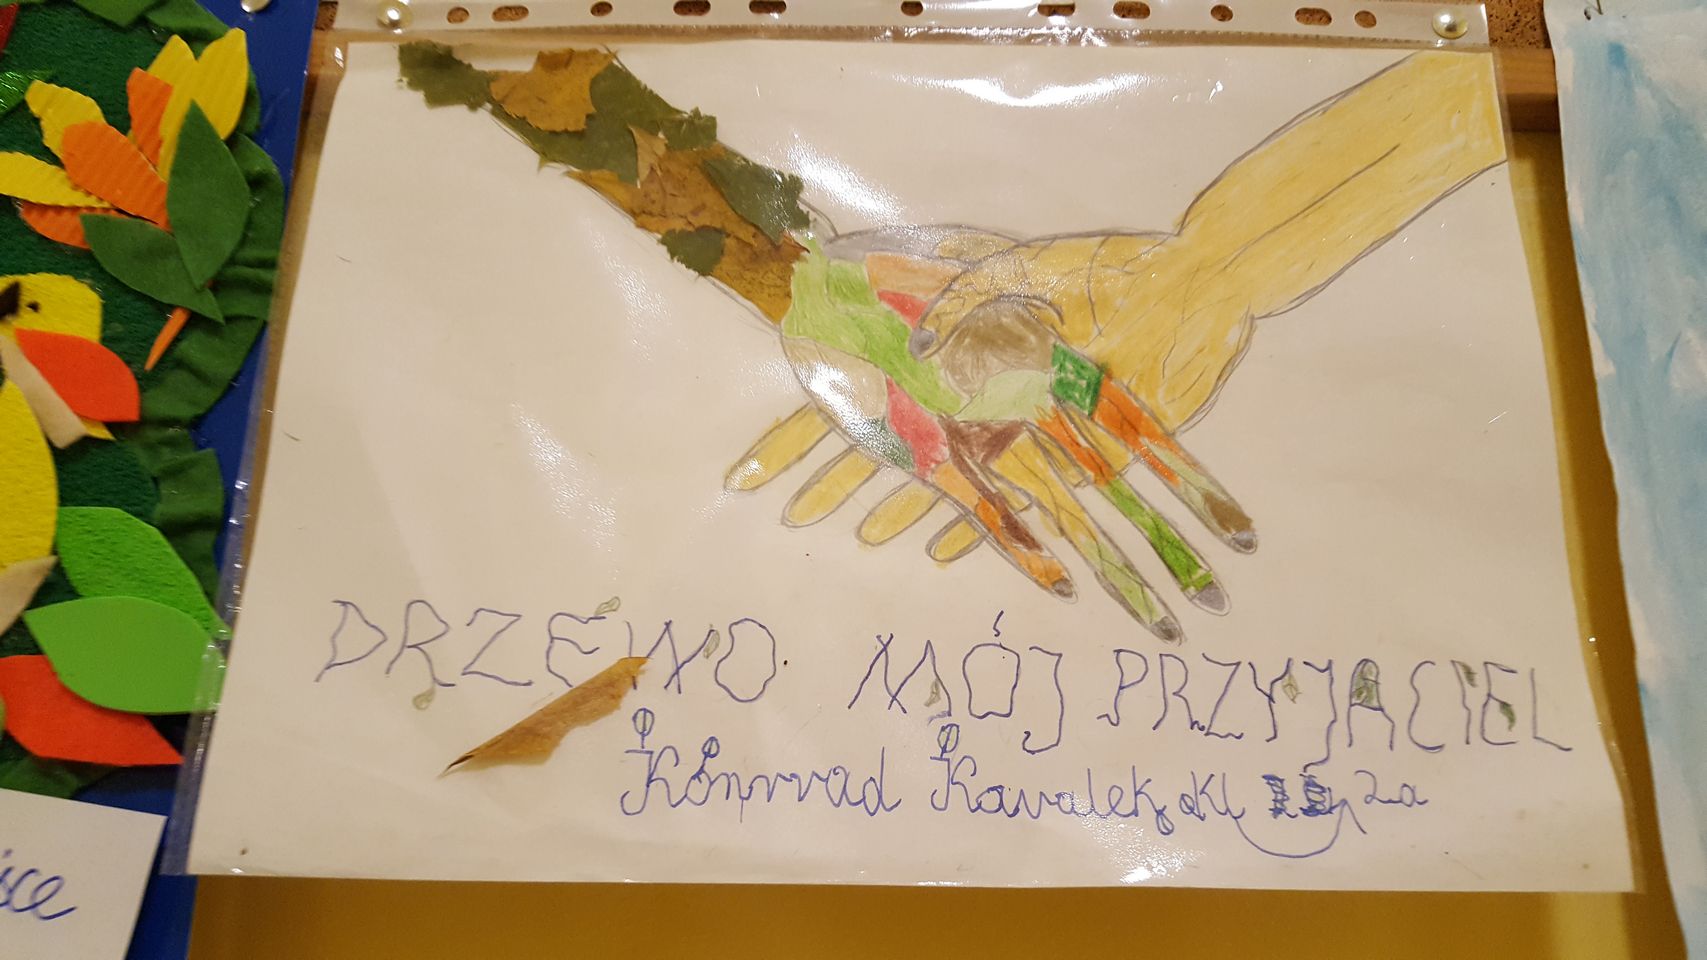 DRZEWO MÓJ PRZYJACIEL
Konrad Kavalek kl 2a